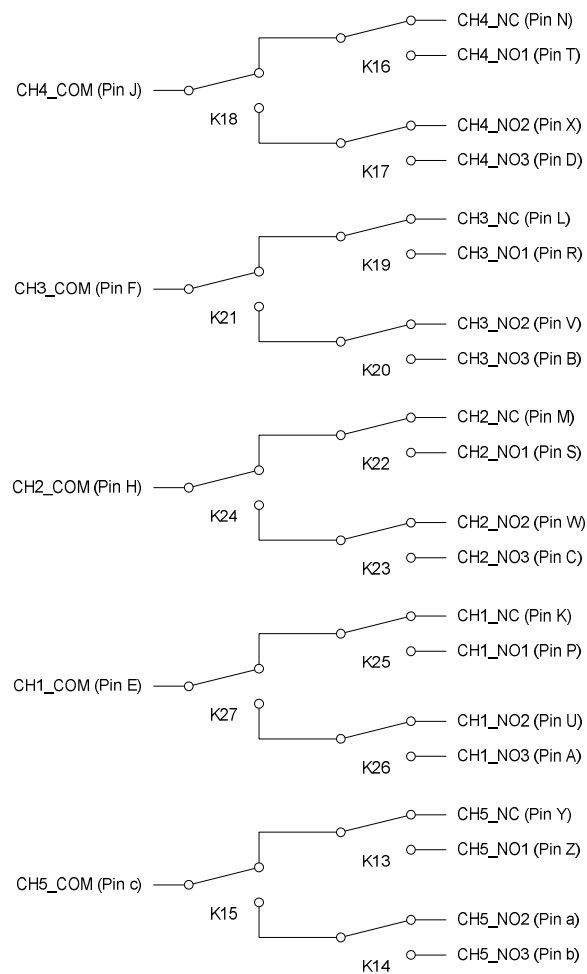 CH4_NC (Pin N)
CH4_NO1 (Pin T)
K16
CH4_COM (Pin J)
K18
CH4_NO2 (Pin X)
CH4_NO3 (Pin D)
K17
CH3_NC (Pin L)
CH3_NO1 (Pin R)
K19
CH3_COM (Pin F)
K21
CH3_NO2 (Pin V)
CH3_NO3 (Pin B)
K20
CH2_NC (Pin M)
CH2_NO1 (Pin S)
K22
CH2_COM (Pin H)
K24
CH2_NO2 (Pin W)
CH2_NO3 (Pin C)
K23
CH1_NC (Pin K)
CH1_NO1 (Pin P)
K25
CH1_COM (Pin E)
K27
CH1_NO2 (Pin U)
CH1_NO3 (Pin A)
K26
CH5_NC (Pin Y)
CH5_NO1 (Pin Z)
K13
CH5_COM (Pin c)
K15
CH5_NO2 (Pin a)
CH5_NO3 (Pin b)
K14